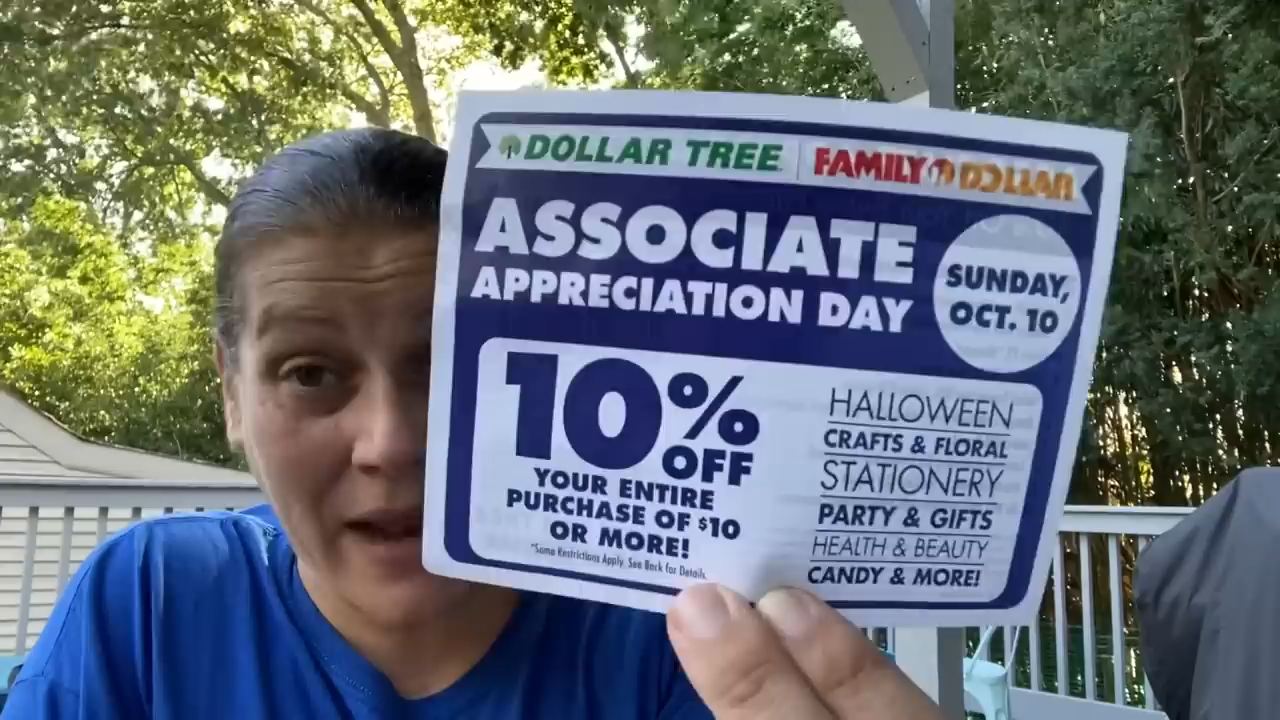 DOLLAR TREE FAMILY DOLLAR
ASSOCIATE
APPRECIATION DAY
SUNDAY,
OCT. 10
10% OFF
YOUR ENTIRE
PURCHASE OF $10
OR MORE!
*Some Restrictions Apply. See Back for Details.
HALLOWEEN
CRAFTS & FLORAL
STATIONERY
PARTY & GIFTS
HEALTH & BEAUTY
CANDY & MORE!